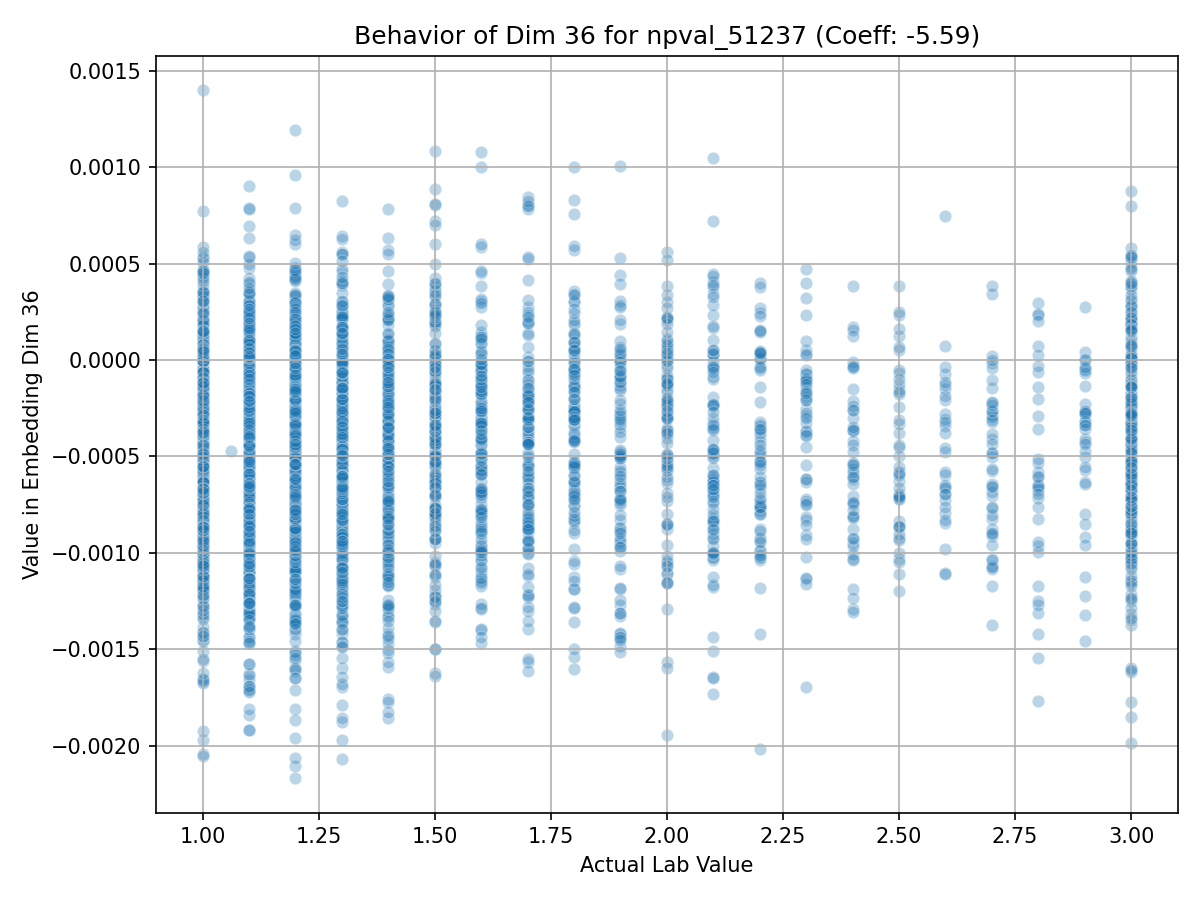 Behavior of Dim 36 for npval_51237 (Coeff: -5.59)
0.0015
0.0010
0.0005
0.0000
−0.0005
−0.0010
−0.0015
−0.0020
Value in Embedding Dim 36
1.00 1.25 1.50 1.75 2.00 2.25 2.50 2.75 3.00
Actual Lab Value